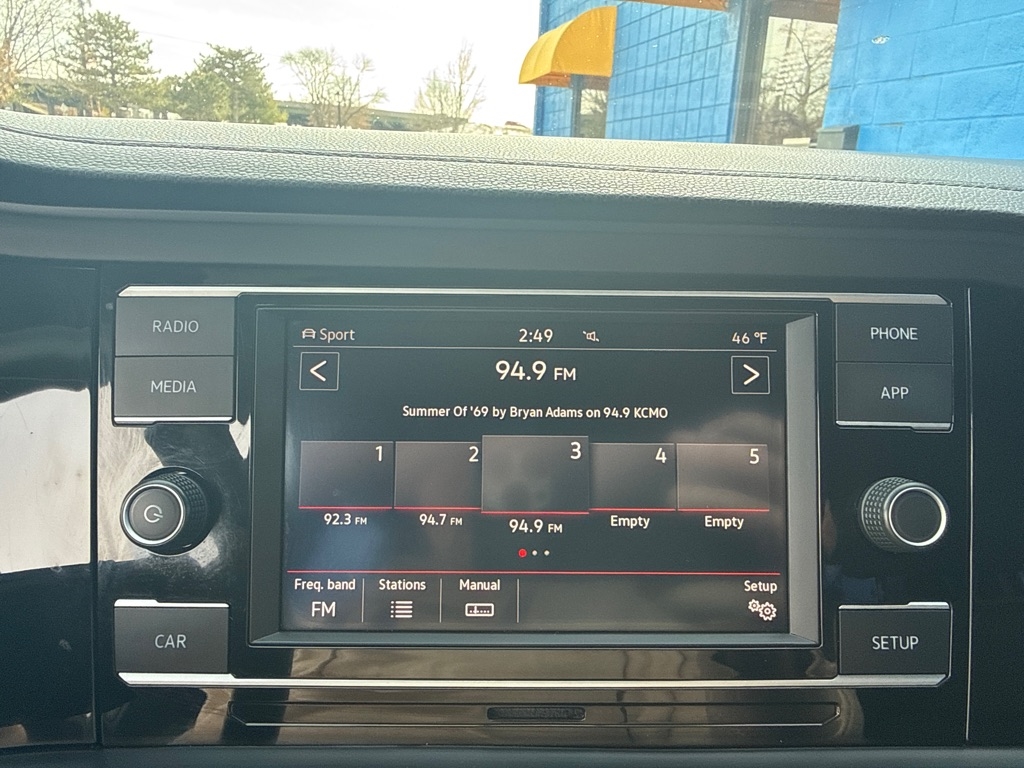 RADIO
MEDIA
CAR
Sport
2:49
46 °F
94.9 FM
Summer Of '69 by Bryan Adams on 94.9 KCMO
1 2 3 4 5
92.3 FM 94.7 FM 94.9 FM Empty Empty
Freq. band Stations Manual Setup
FM
PHONE
APP
SETUP